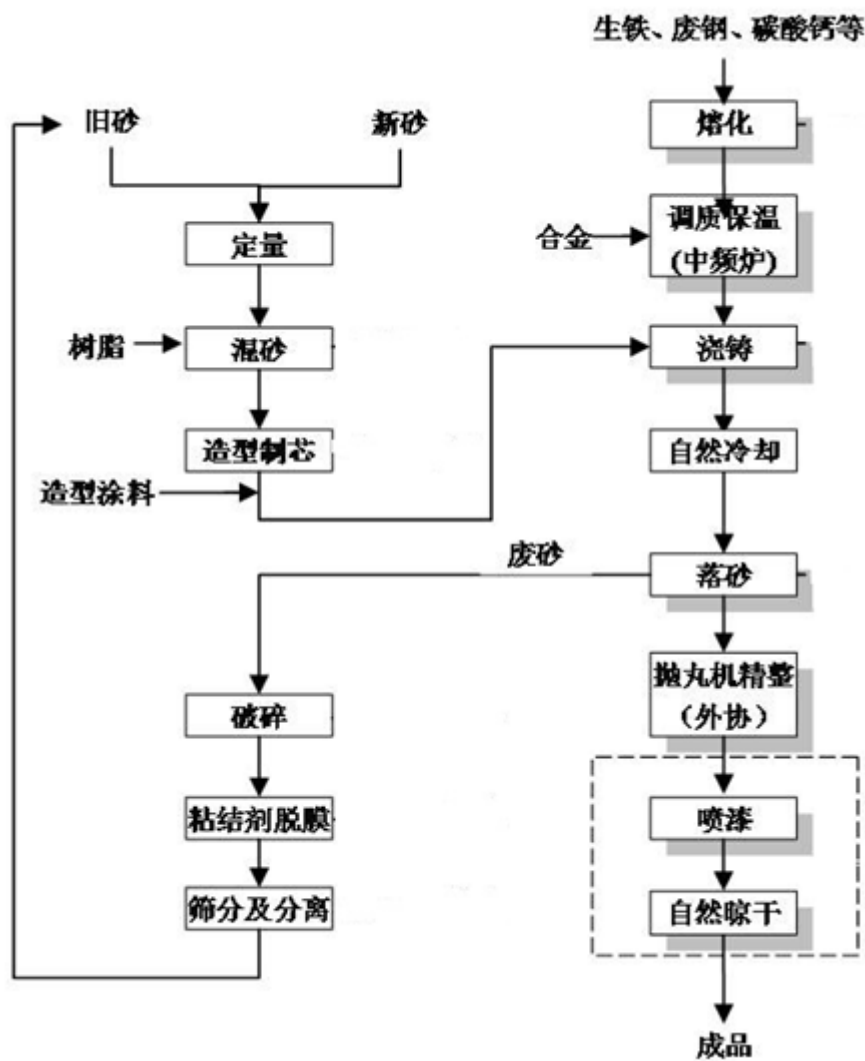 生铁、废钢、碳酸钙等
旧砂
新砂
熔化
定量
合金
调质保温
(中频炉)
树脂
混砂
浇铸
造型制芯
自然冷却
造型涂料
废砂
落砂
破碎
抛丸机精整
（外协）
粘结剂脱膜
喷漆
筛分及分离
自然晾干
成品